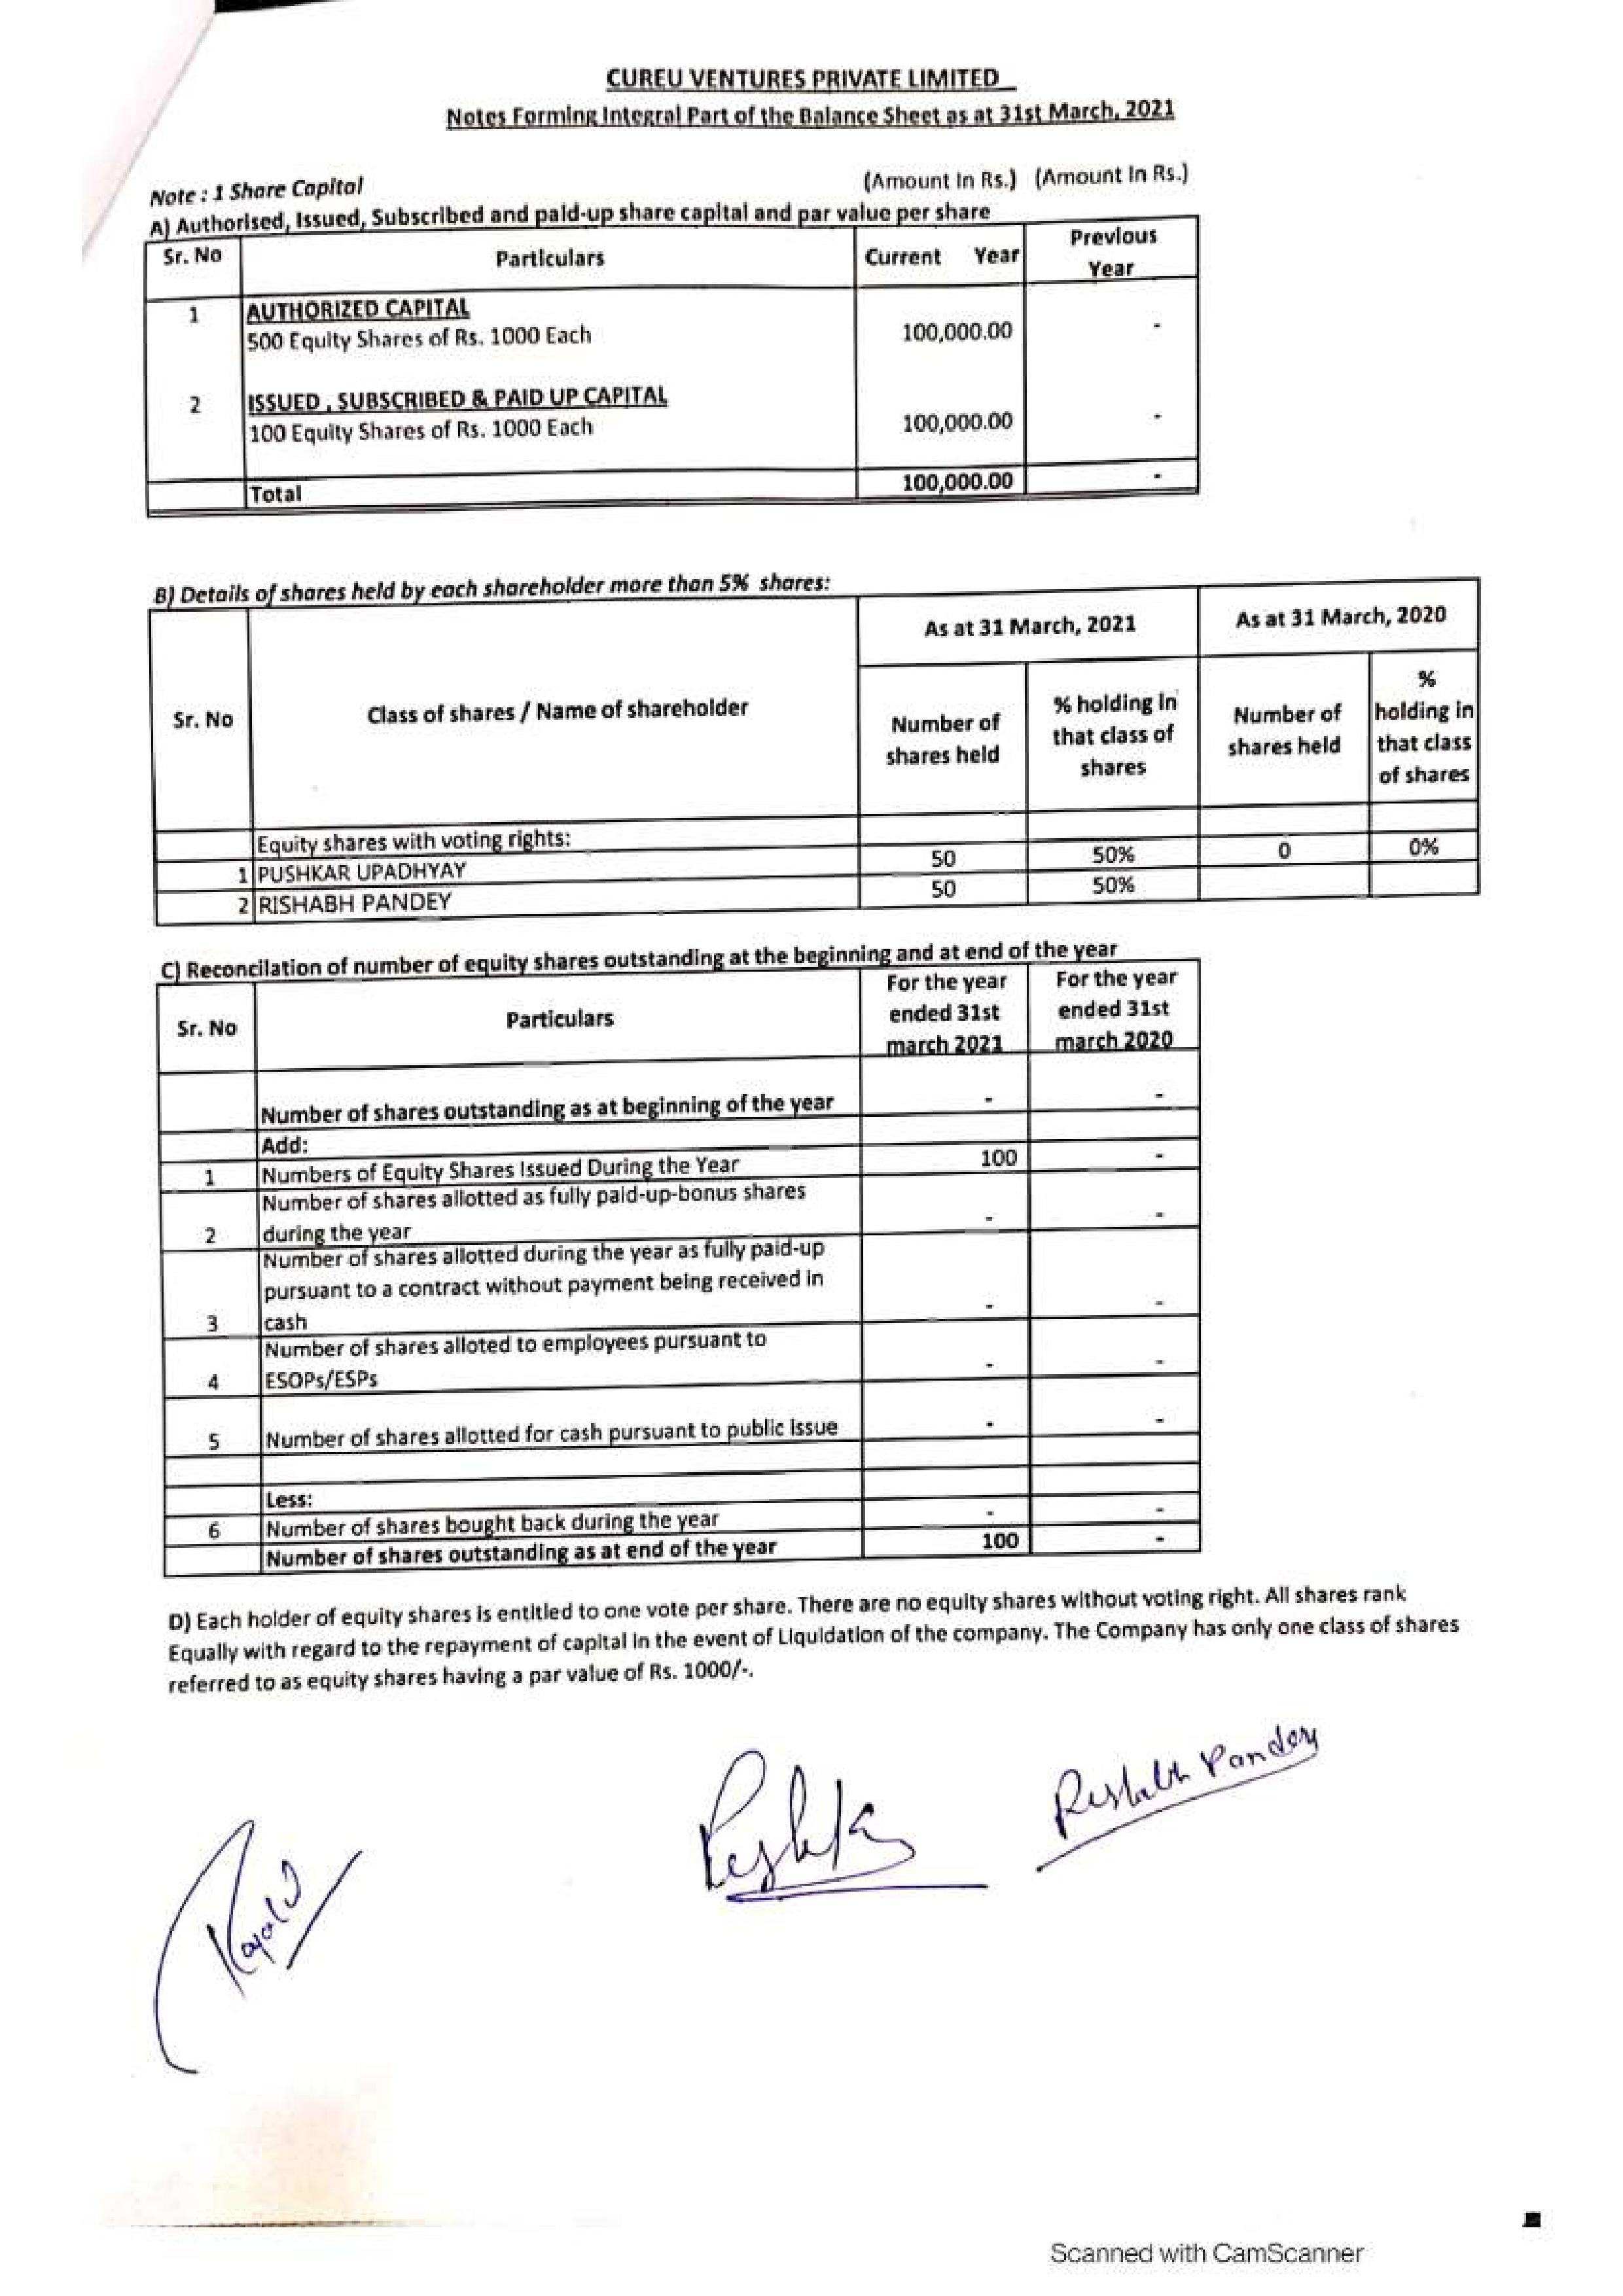 CUREU VENTURES PRIVATE LIMITED
Notes Forming Integral Part of the Balance Sheet as at 31st March, 2021
Note : 1 Share Capital (Amount In Rs.) (Amount In Rs.)
A) Authorised, Issued, Subscribed and paid-up share capital and par value per share
Sr. No Particulars Current Year Previous Year
1 AUTHORIZED CAPITAL
500 Equity Shares of Rs. 1000 Each 100,000.00 -
2 ISSUED , SUBSCRIBED & PAID UP CAPITAL
100 Equity Shares of Rs. 1000 Each 100,000.00 -
Total 100,000.00 -
B) Details of shares held by each shareholder more than 5% shares:
As at 31 March, 2021 As at 31 March, 2020
Sr. No Class of shares / Name of shareholder Number of shares held % holding in that class of shares Number of shares held % holding in that class of shares
Equity shares with voting rights:
1 PUSHKAR UPADHYAY 50 50% 0 0%
2 RISHABH PANDEY 50 50%
C) Reconcilation of number of equity shares outstanding at the beginning and at end of the year
Sr. No Particulars For the year ended 31st march 2021 For the year ended 31st march 2020
Number of shares outstanding as at beginning of the year - -
Add:
1 Numbers of Equity Shares Issued During the Year 100 -
Number of shares allotted as fully paid-up-bonus shares
2 during the year - -
Number of shares allotted during the year as fully paid-up
pursuant to a contract without payment being received in
3 cash - -
Number of shares alloted to employees pursuant to
4 ESOPs/ESPs - -
5 Number of shares allotted for cash pursuant to public issue - -
Less:
6 Number of shares bought back during the year - -
Number of shares outstanding as at end of the year 100 -
D) Each holder of equity shares is entitled to one vote per share. There are no equity shares without voting right. All shares rank
Equally with regard to the repayment of capital in the event of Liquidation of the company. The Company has only one class of shares
referred to as equity shares having a par value of Rs. 1000/-.
Rishabh Pandey
Scanned with CamScanner